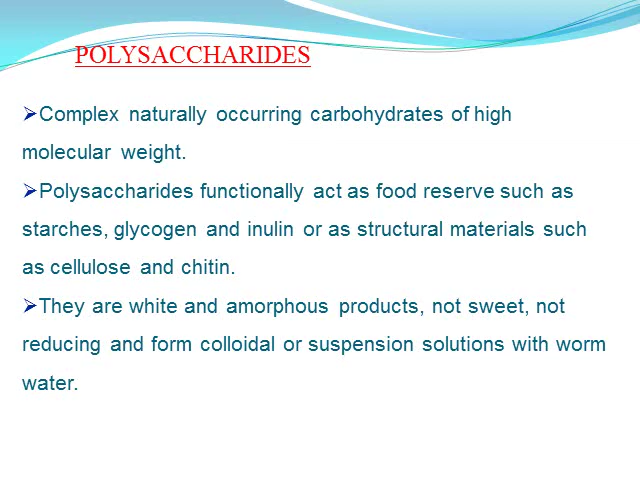 POLYSACCHARIDES
➢Complex naturally occurring carbohydrates of high
molecular weight.
➢Polysaccharides functionally act as food reserve such as
starches, glycogen and inulin or as structural materials such
as cellulose and chitin.
➢They are white and amorphous products, not sweet, not
reducing and form colloidal or suspension solutions with worm
water.